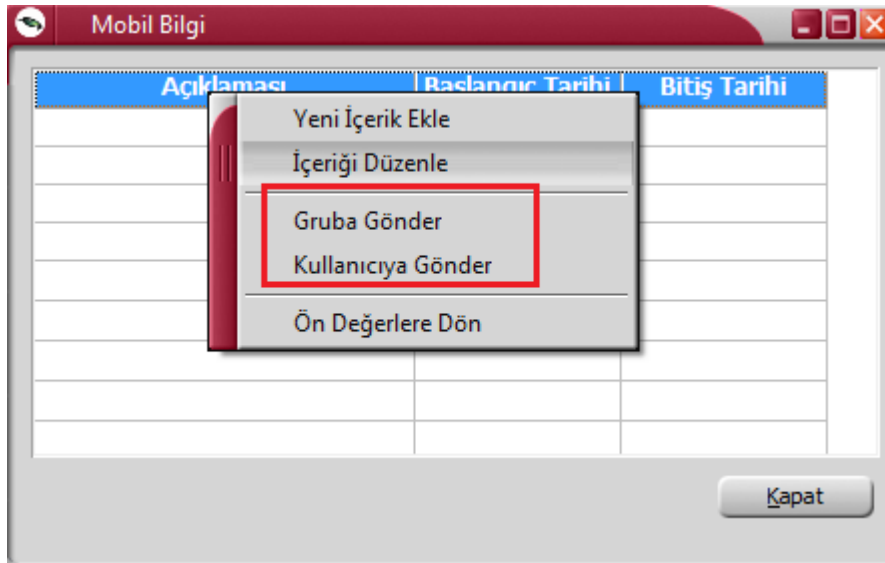 Mobil Bilgi
Açıklaması Başlangıç Tarihi Bitiş Tarihi
Yeni İçerik Ekle
İçeriği Düzenle
Gruba Gönder
Kullanıcıya Gönder
Ön Değerlere Dön
Kapat